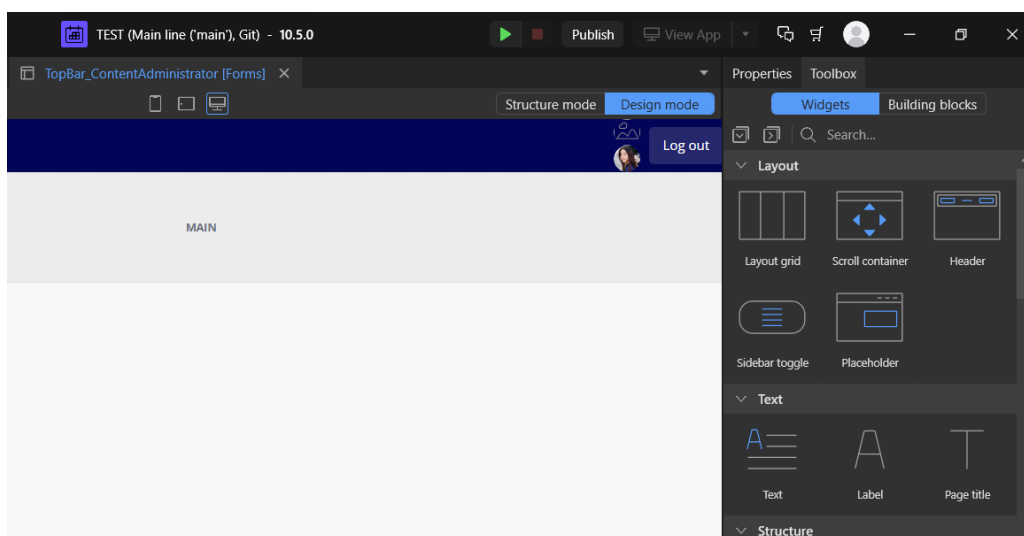 TEST (Main line ('main'), Git) - 10.5.0
Publish
View App
TopBar_ContentAdministrator [Forms]
Properties
Toolbox
Structure mode
Design mode
Widgets
Building blocks
Search...
Log out
MAIN
Layout
Layout grid
Scroll container
Header
Sidebar toggle
Placeholder
Text
Text
Label
Page title
Structure